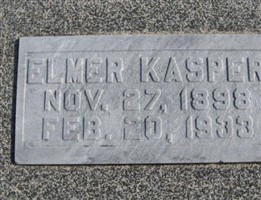 ELMER KASPER
NOV. 27, 1898
FEB. 20, 1933